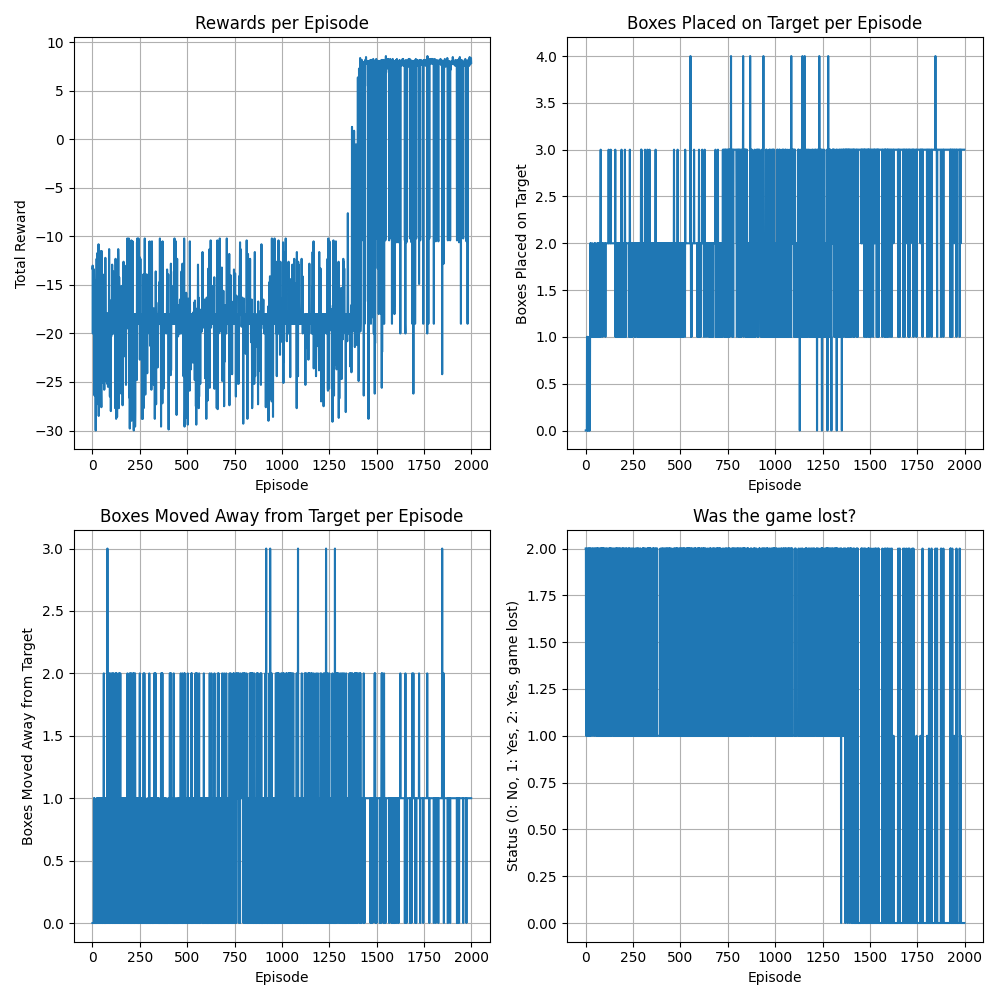 Rewards per Episode
10
5
0
−5
−10
−15
−20
−25
−30
Total Reward
0 250 500 750 1000 1250 1500 1750 2000
Episode
Boxes Placed on Target per Episode
4.0
3.5
3.0
2.5
2.0
1.5
1.0
0.5
0.0
Boxes Placed on Target
0 250 500 750 1000 1250 1500 1750 2000
Episode
Boxes Moved Away from Target per Episode
3.0
2.5
2.0
1.5
1.0
0.5
0.0
Boxes Moved Away from Target
0 250 500 750 1000 1250 1500 1750 2000
Episode
Was the game lost?
2.00
1.75
1.50
1.25
1.00
0.75
0.50
0.25
0.00
Status (0: No, 1: Yes, 2: Yes, game lost)
0 250 500 750 1000 1250 1500 1750 2000
Episode